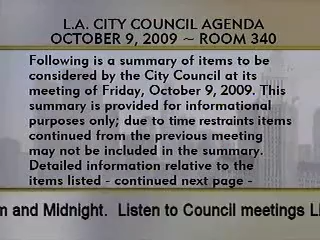 L.A. CITY COUNCIL AGENDA
OCTOBER 9, 2009 ~ ROOM 340
Following is a summary of items to be
considered by the City Council at its
meeting of Friday, October 9, 2009. This
summary is provided for informational
purposes only; due to time restraints items
continued from the previous meeting
may not be included in the summary.
Detailed information relative to the
items listed - continued next page -
m and Midnight. Listen to Council meetings Li